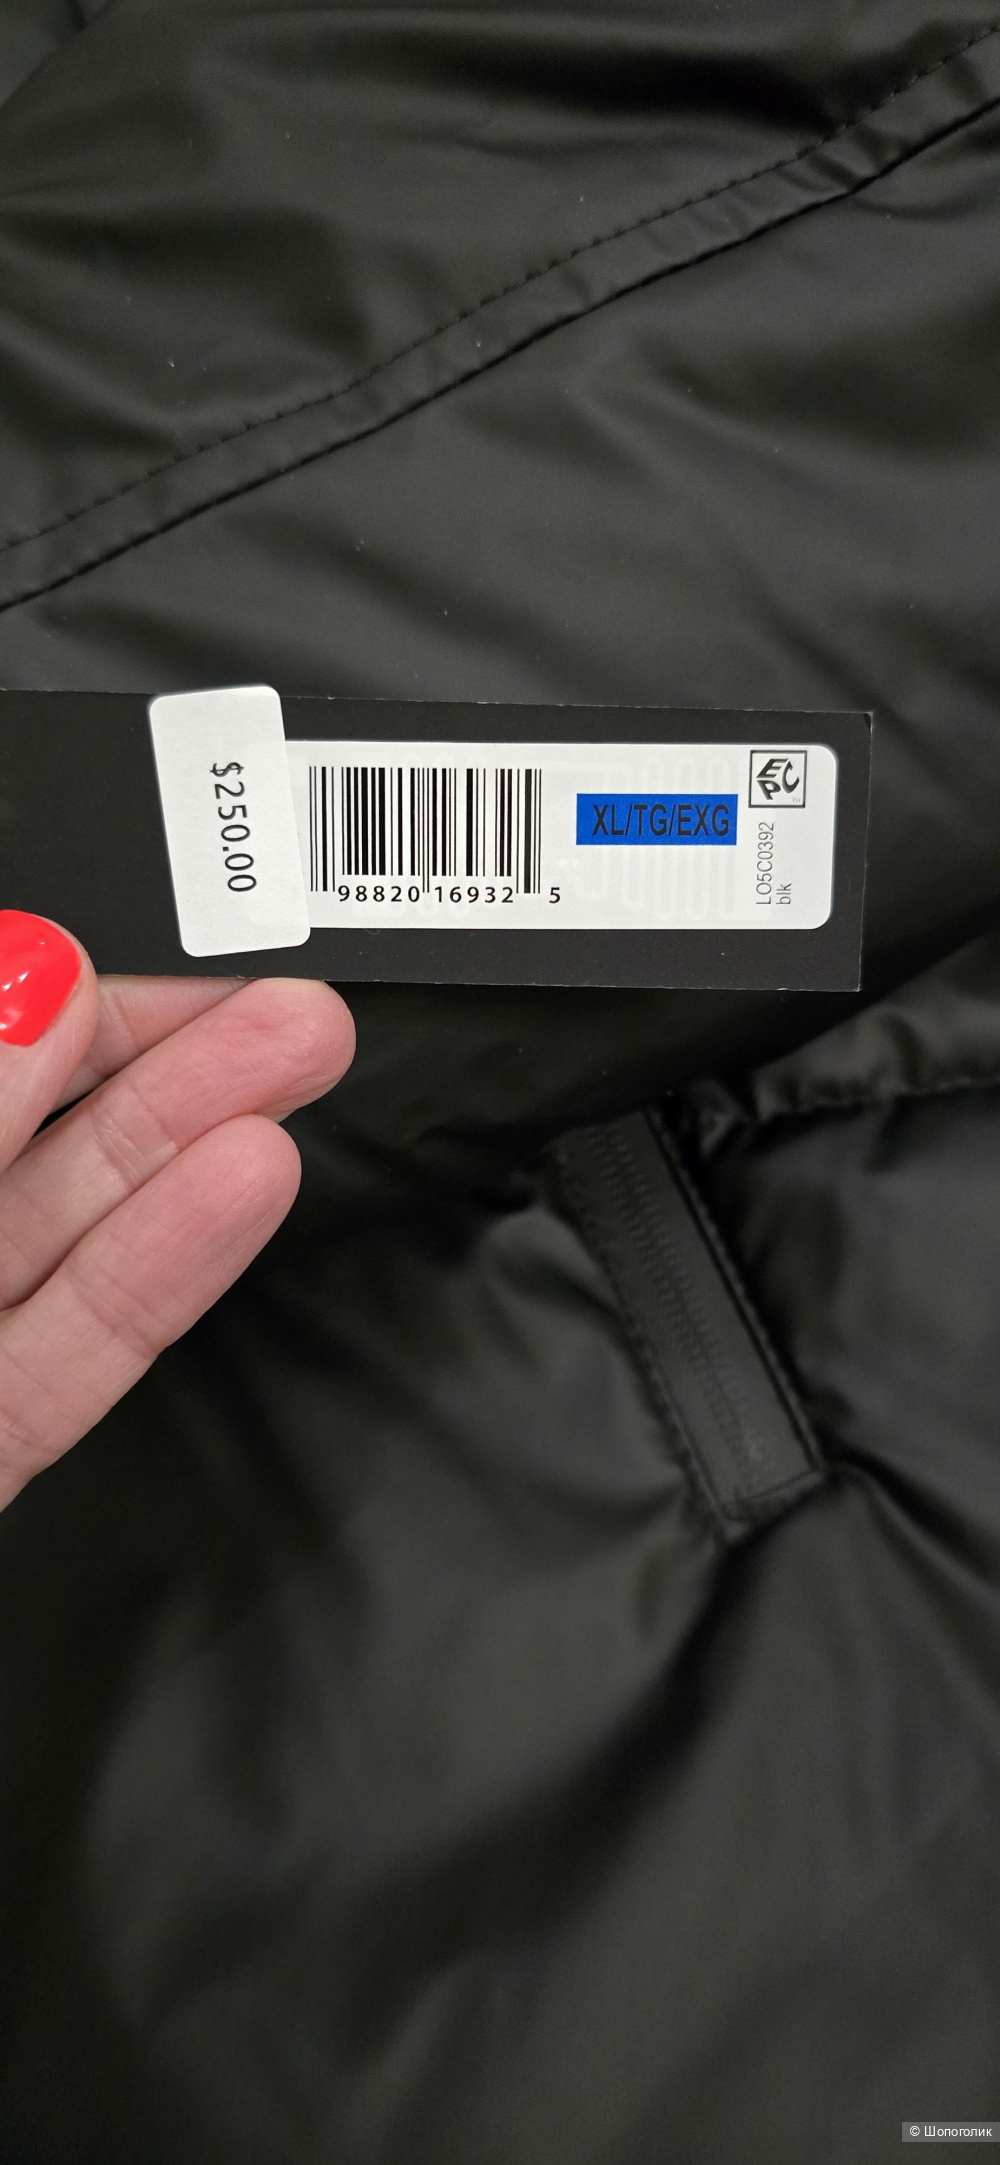 $250.00
98820 16932 5
XL/TG/EXG
EPC
LO5C0392
blk
© Шопоголик